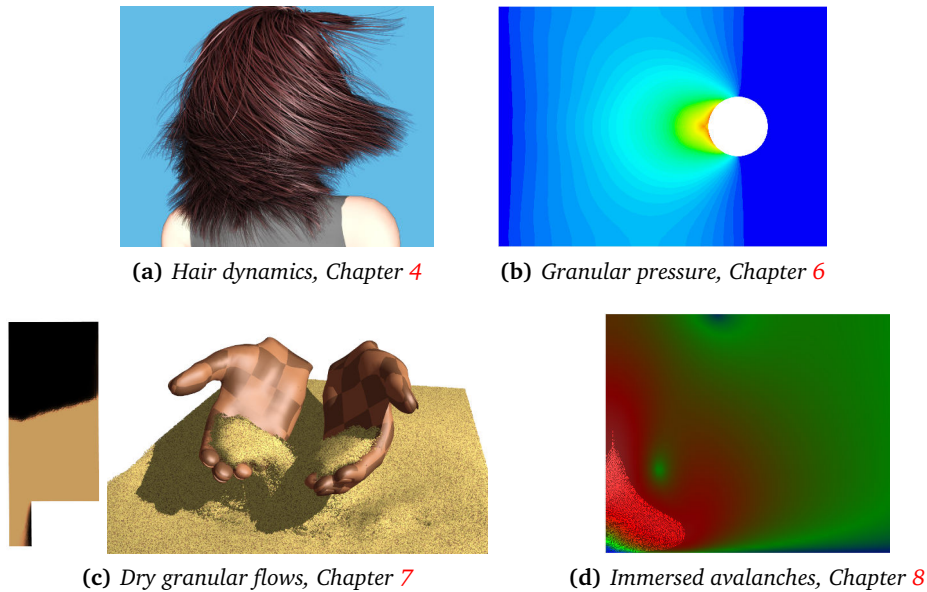 (a) Hair dynamics, Chapter 4
(b) Granular pressure, Chapter 6
(c) Dry granular flows, Chapter 7
(d) Immersed avalanches, Chapter 8